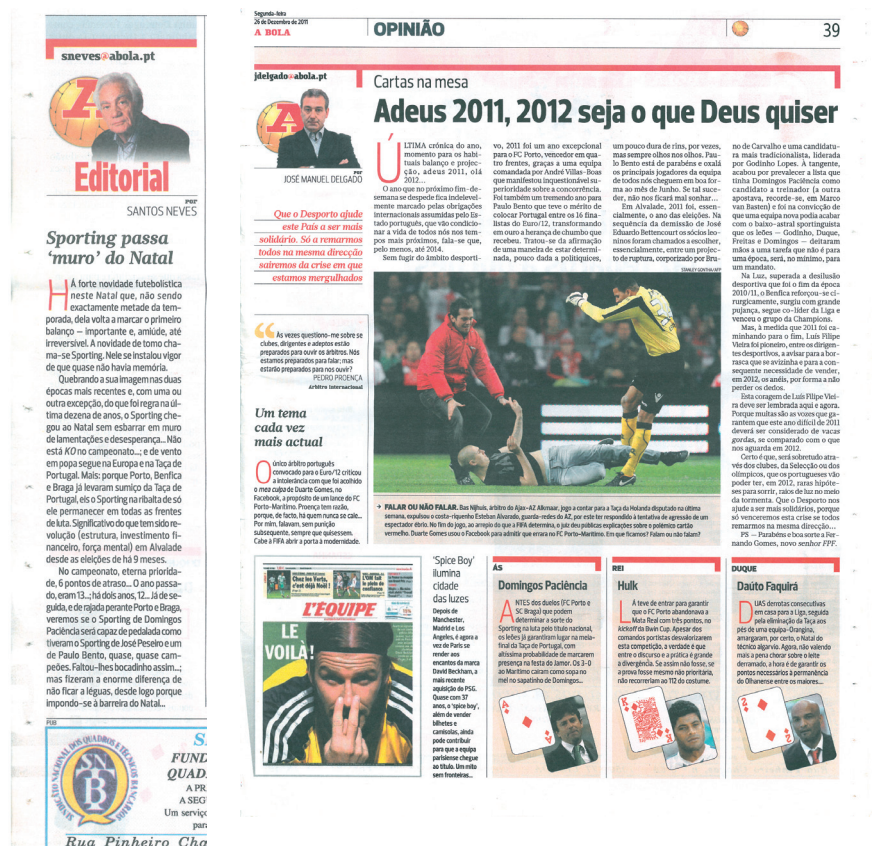 sneves@abola.pt
A
Editorial
por
SANTOS NEVES
Sporting passa
‘muro’ do Natal
HÁ forte novidade futebolística
neste Natal que, não sendo
exactamente metade da tem-
porada, dela volta a marcar o primeiro
balanço — importante e, amiúde, até
irreversível. A novidade de tomo cha-
ma-se Sporting. Nele se instalou vigor
de que quase não havia memória.
Quebrando a sua imagem nas duas
épocas mais recentes e, com uma ou
outra excepção, do que foi regra na úl-
tima dezena de anos, o Sporting che-
gou ao Natal sem esbarrar em muro
de lamentações e desesperança... Não
está KO no campeonato...; e de vento
em popa segue na Europa e na Taça de
Portugal. Mais: porque Porto, Benfica
e Braga já levaram sumiço da Taça de
Portugal, eis o Sporting na ribalta de só
ele permanecer em todas as frentes
de luta. Significativo do que tem sido re-
volução (estrutura, investimento fi-
nanceiro, força mental) em Alvalade
desde as eleições de há 9 meses.
No campeonato, eterna priorida-
de, 6 pontos de atraso... O ano passa-
do, eram 13...; há dois anos, 12... Já de se-
guida, e de rajada perante Porto e Braga,
veremos se o Sporting de Domingos
Paciência será capaz de pedalada como
tiveram o Sporting de José Peseiro e um
de Paulo Bento, quase, quase cam-
peões. Faltou-lhes bocadinho assim...;
mas fizeram a enorme diferença de
não ficar a léguas, desde logo porque
impondo-se à barreira do Natal...
PUB
SINDICATO NACIONAL DOS QUADROS E TÉCNICOS BANCÁRIOS
SNQB
S
FUND
QUAD
A PR
A SEG
Um serviço
para
Rua Pinheiro Cha
Segunda-feira
26 de Dezembro de 2011
A BOLA
OPINIÃO
39
jdelgado@abola.pt
A
por
JOSÉ MANUEL DELGADO
Que o Desporto ajude
este País a ser mais
solidário. Só a remarmos
todos na mesma direcção
sairemos da crise em que
estamos mergulhados
Às vezes questiono-me sobre se
clubes, dirigentes e adeptos estão
preparados para ouvir os árbitros. Nós
estamos preparados para falar; mas
estarão preparados para nos ouvir?
PEDRO PROENÇA
Árbitro internacional
Um tema
cada vez
mais actual
O único árbitro português
convocado para o Euro/12 criticou
a intolerância com que foi acolhido
o mea culpa de Duarte Gomes, no
Facebook, a propósito de um lance do FC
Porto-Marítimo. Proença tem razão,
porque, de facto, há quem nunca se cale...
Por mim, falavam, sem punição
subsequente, sempre que quisessem.
Cabe à FIFA abrir a porta à modernidade.
Cartas na mesa
Adeus 2011, 2012 seja o que Deus quiser
ÚLTIMA crónica do ano,
momento para os habi-
tuais balanço e projec-
ção, adeus 2011, olá
2012...
O ano que no próximo fim-de-
semana se despede fica indelevel-
mente marcado pelas obrigações
internacionais assumidas pelo Es-
tado português, que vão condicio-
nar a vida de todos nós nos tem-
pos mais próximos, fala-se que,
pelo menos, até 2014.
Sem fugir do âmbito desporti-
vo, 2011 foi um ano excepcional
para o FC Porto, vencedor em qua-
tro frentes, graças a uma equipa
comandada por André Villas-Boas
que manifestou inquestionável su-
perioridade sobre a concorrência.
Foi também um tremendo ano para
Paulo Bento que teve o mérito de
colocar Portugal entre os 16 fina-
listas do Euro/12, transformando
em ouro a herança de chumbo que
recebera. Tratou-se da afirmação
de uma maneira de estar determi-
nada, pouco dada a politiquices,
um pouco dura de rins, por vezes,
mas sempre olhos nos olhos. Pau-
lo Bento está de parabéns e oxalá
os principais jogadores da equipa
de todos nós cheguem em boa for-
ma ao mês de Junho. Se tal suce-
der, não nos ficará mal sonhar...
Em Alvalade, 2011 foi, essen-
cialmente, o ano das eleições. Na
sequência da demissão de José
Eduardo Bettencourt os sócios leo-
ninos foram chamados a escolher,
essencialmente, entre um projec-
to de ruptura, corporizado por Bru-
no de Carvalho e uma candidatu-
ra mais tradicionalista, liderada
por Godinho Lopes. À tangente,
acabou por prevalecer a lista que
tinha Domingos Paciência como
candidato a treinador (a outra
apostava, recorde-se, em Marco
van Basten) e foi na convicção de
que uma equipa nova podia acabar
com o baixo-astral sportinguista
que os leões — Godinho, Duque,
Freitas e Domingos — deitaram
mãos a uma tarefa que não é para
uma época, será, no mínimo, para
um mandato.
Na Luz, superada a desilusão
desportiva que foi o fim da época
2010/11, o Benfica reforçou-se ci-
rurgicamente, surgiu com grande
pujança, segue co-líder da Liga e
venceu o grupo da Champions.
Mas, à medida que 2011 foi ca-
minhando para o fim, Luís Filipe
Vieira foi pioneiro, entre os dirigen-
tes desportivos, a avisar para a bor-
rasca que se avizinha e para a con-
sequente necessidade de vender,
em 2012, os anéis, por forma a não
perder os dedos.
Esta coragem de Luís Filipe Viei-
ra deve ser lembrada aqui e agora.
Porque muitas são as vozes que ga-
rantem que este ano difícil de 2011
deverá ser considerado de vacas
gordas, se comparado com o que
nos aguarda em 2012.
Certo é que, será sobretudo atra-
vés dos clubes, da Selecção ou dos
olímpicos, que os portugueses vão
poder ter, em 2012, raras hipóte-
ses para sorrir, raios de luz no meio
da tormenta. Que o Desporto nos
ajude a ser mais solidários, porque
só venceremos esta crise se todos
remarmos na mesma direcção...
PS — Parabéns e boa sorte a Fer-
nando Gomes, novo senhor FPF.
STANLEY GONTHA/AFP
FALAR OU NÃO FALAR. Bas Nijhuis, árbitro do Ajax-AZ Alkmaar, jogo a contar para a Taça da Holanda disputado na última
semana, expulsou o costa-riquenho Esteban Alvarado, guarda-redes do AZ, por este ter respondido à tentativa de agressão de um
espectador ébrio. No fim do jogo, ao arrepio do que a FIFA determina, o juiz deu públicas explicações sobre o polémico cartão
vermelho. Duarte Gomes usou o Facebook para admitir que errara no FC Porto-Marítimo. Em que ficamos? Falam ou não falam?
Chez les Verts,
c'est déjà Noël !
L'OM fait
le plein de
confiance
L'ÉQUIPE
LE
VOILÀ !
‘Spice Boy’
ilumina
cidade
das luzes
Depois de
Manchester,
Madrid e Los
Angeles, é agora a
vez de Paris se
render aos
encantos da marca
David Beckham, a
mais recente
aquisição do PSG.
Quase com 37
anos, o ‘spice boy’,
além de vender
bilhetes e
camisolas, ainda
pode contribuir
para que a equipa
parisiense chegue
ao título. Um mito
sem fronteiras...
ÁS
Domingos Paciência
ANTES dos duelos (FC Porto e
SC Braga) que podem
determinar a sorte do
Sporting na luta pelo título nacional,
os leões já garantiram lugar na meia-
final da Taça de Portugal, com
altíssima probabilidade de marcarem
presença na festa do Jamor. Os 3-0
ao Marítimo caíram como sopa no
mel no sapatinho de Domingos...
A
A
REI
Hulk
LÁ teve de entrar para garantir
que o FC Porto abandonava a
Mata Real com três pontos, no
kickoff da Bwin Cup. Apesar dos
comandos portistas desvalorizarem
esta competição, a verdade é que
entre o discurso e a prática é grande
a divergência. Se assim não fosse, se
a prova fosse mesmo não prioritária,
não recorreriam ao 112 do costume.
K
K
DUQUE
Daúto Faquirá
DUAS derrotas consecutivas
em casa para a Liga, seguida
pela eliminação da Taça aos
pés de uma equipa-Orangina,
amargaram, por certo, o Natal do
técnico algarvio. Agora, não valendo
mais a pena chorar sobre o leite
derramado, a hora é de garantir os
pontos necessários à permanência
do Olhanense entre os maiores...
2
2